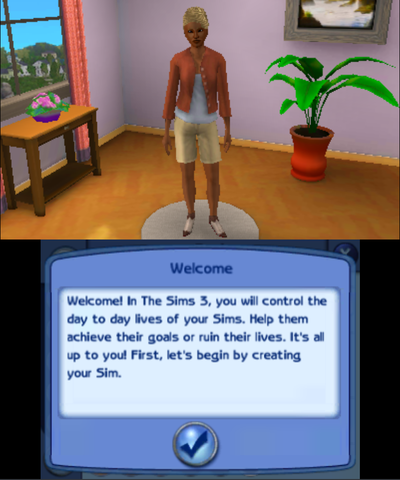 Welcome
Welcome! In The Sims 3, you will control the
day to day lives of your Sims. Help them
achieve their goals or ruin their lives. It's all
up to you! First, let's begin by creating
your Sim.